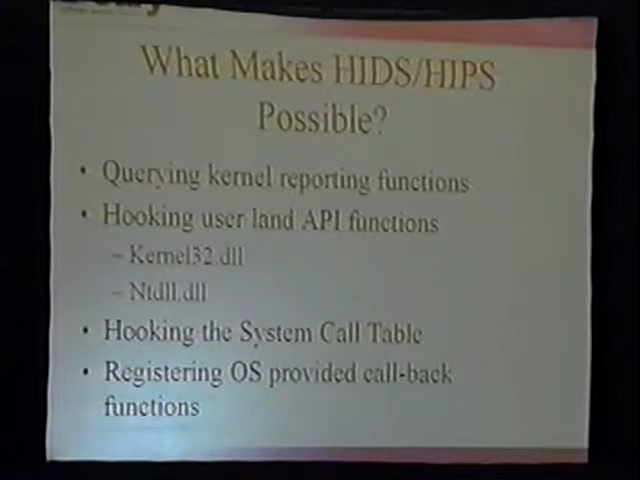 What Makes HIDS/HIPS
Possible?
• Querying kernel reporting functions
• Hooking user land API functions
– Kernel32.dll
– Ntdll.dll
• Hooking the System Call Table
• Registering OS provided call-back
functions